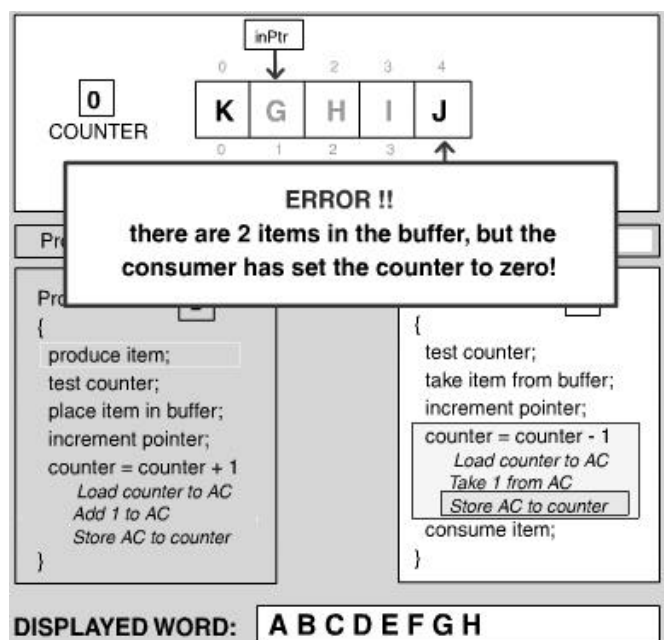 inPtr
0 2 3 4
0
K G H I J
COUNTER
0 1 2 3
ERROR !!
there are 2 items in the buffer, but the
consumer has set the counter to zero!
{
produce item;
test counter;
place item in buffer;
increment pointer;
counter = counter + 1
Load counter to AC
Add 1 to AC
Store AC to counter
}
{
test counter;
take item from buffer;
increment pointer;
counter = counter - 1
Load counter to AC
Take 1 from AC
Store AC to counter
consume item;
}
DISPLAYED WORD: A B C D E F G H